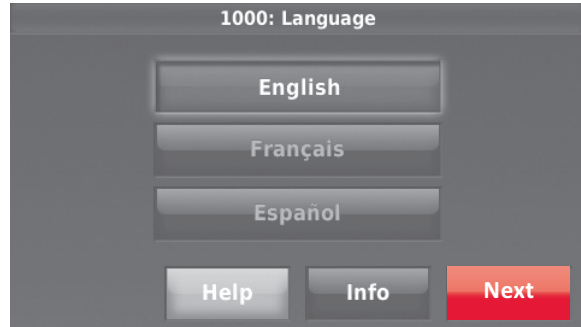 1000: Language
English
Français
Español
Help Info Next